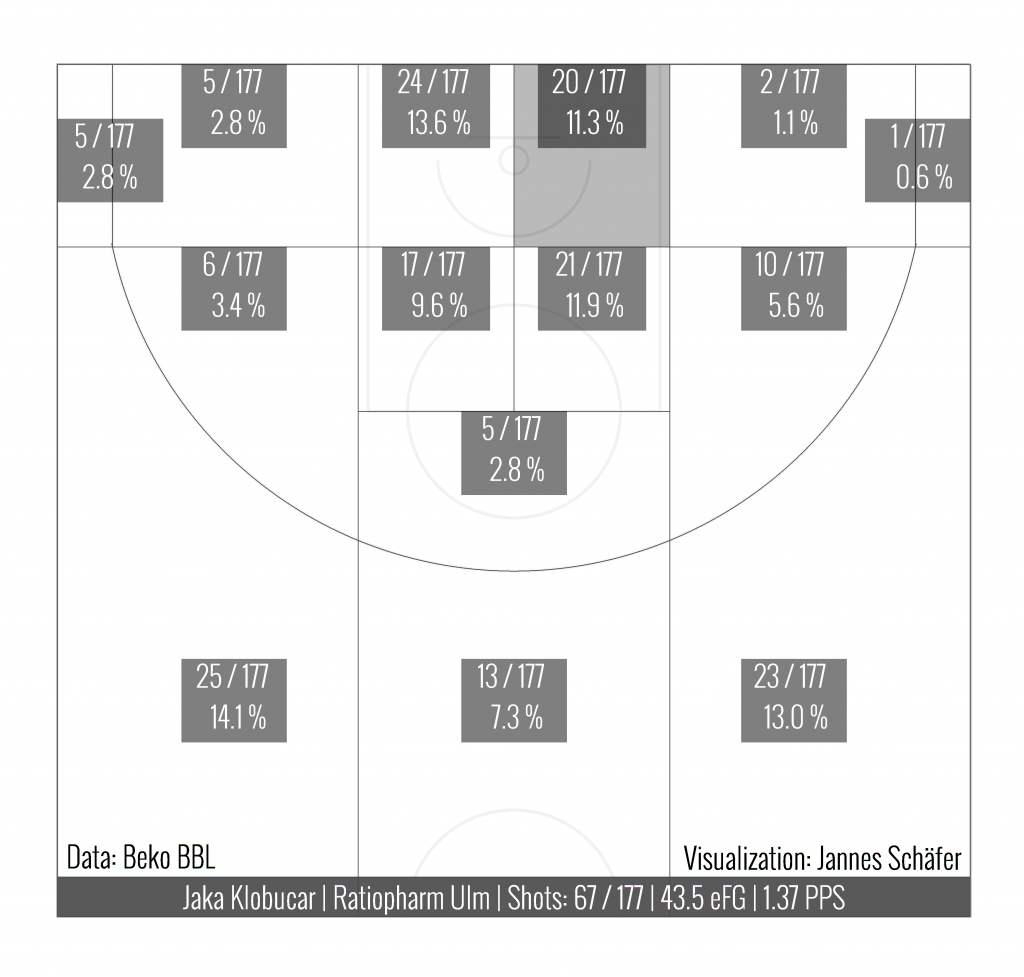 5 / 177
2.8 %
24 / 177
13.6 %
20 / 177
11.3 %
2 / 177
1.1 %
5 / 177
2.8 %
1 / 177
0.6 %
6 / 177
3.4 %
17 / 177
9.6 %
21 / 177
11.9 %
10 / 177
5.6 %
5 / 177
2.8 %
25 / 177
14.1 %
13 / 177
7.3 %
23 / 177
13.0 %
Data: Beko BBL
Visualization: Jannes Schäfer
Jaka Klobucar | Ratiopharm Ulm | Shots: 67 / 177 | 43.5 eFG | 1.37 PPS